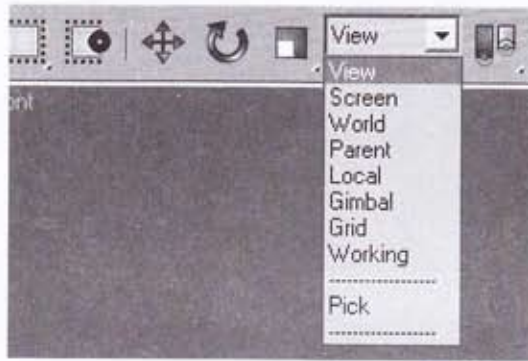 View
View
Screen
World
Parent
Local
Gimbal
Grid
Working
Pick